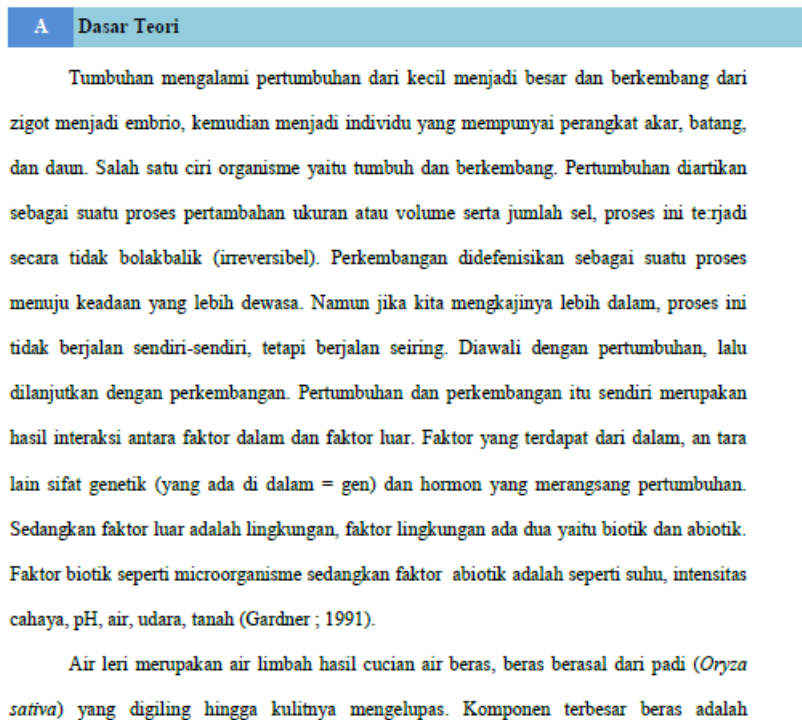 A Dasar Teori
Tumbuhan mengalami pertumbuhan dari kecil menjadi besar dan berkembang dari
zigot menjadi embrio, kemudian menjadi individu yang mempunyai perangkat akar, batang,
dan daun. Salah satu ciri organisme yaitu tumbuh dan berkembang. Pertumbuhan diartikan
sebagai suatu proses pertambahan ukuran atau volume serta jumlah sel, proses ini te:rjadi
secara tidak bolakbalik (irreversibel). Perkembangan didefenisikan sebagai suatu proses
menuju keadaan yang lebih dewasa. Namun jika kita mengkajinya lebih dalam, proses ini
tidak berjalan sendiri-sendiri, tetapi berjalan seiring. Diawali dengan pertumbuhan, lalu
dilanjutkan dengan perkembangan. Pertumbuhan dan perkembangan itu sendiri merupakan
hasil interaksi antara faktor dalam dan faktor luar. Faktor yang terdapat dari dalam, an tara
lain sifat genetik (yang ada di dalam = gen) dan hormon yang merangsang pertumbuhan.
Sedangkan faktor luar adalah lingkungan, faktor lingkungan ada dua yaitu biotik dan abiotik.
Faktor biotik seperti microorganisme sedangkan faktor abiotik adalah seperti suhu, intensitas
cahaya, pH, air, udara, tanah (Gardner ; 1991).
Air leri merupakan air limbah hasil cucian air beras, beras berasal dari padi (Oryza
sativa) yang digiling hingga kulitnya mengelupas. Komponen terbesar beras adalah